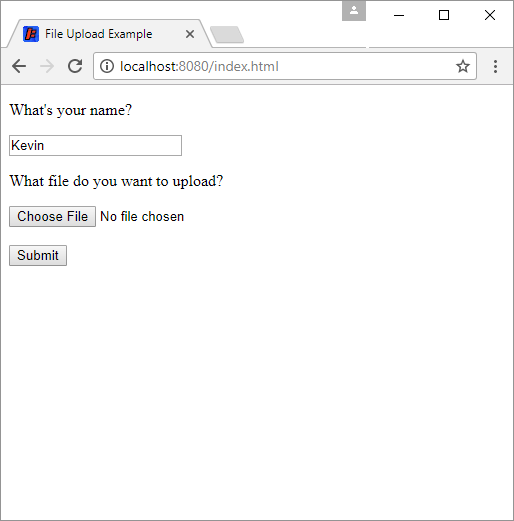 File Upload Example
localhost:8080/index.html
What's your name?
Kevin
What file do you want to upload?
Choose File No file chosen
Submit